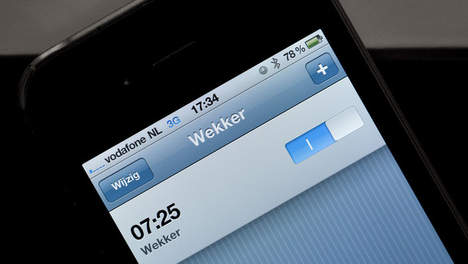 vodafone NL 3G 17:34 78%
Wijzig Wekker +
07:25
Wekker